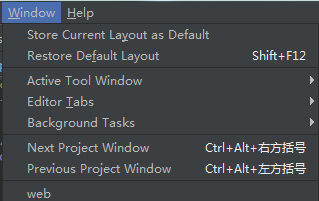 Window Help
Store Current Layout as Default
Restore Default Layout Shift+F12
Active Tool Window
Editor Tabs
Background Tasks
Next Project Window Ctrl+Alt+右方括号
Previous Project Window Ctrl+Alt+左方括号
web